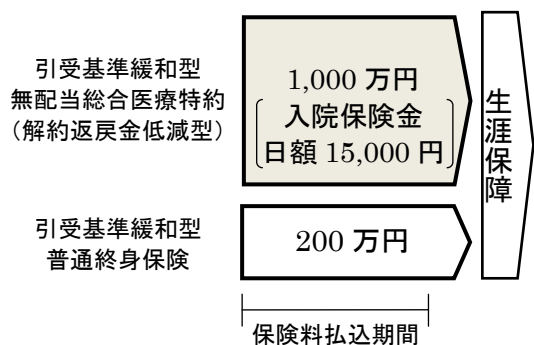 引受基準緩和型
無配当総合医療特約
（解約返戻金低減型）
1,000 万円
入院保険金
日額 15,000 円
生涯保障
引受基準緩和型
普通終身保険
200 万円
保険料払込期間